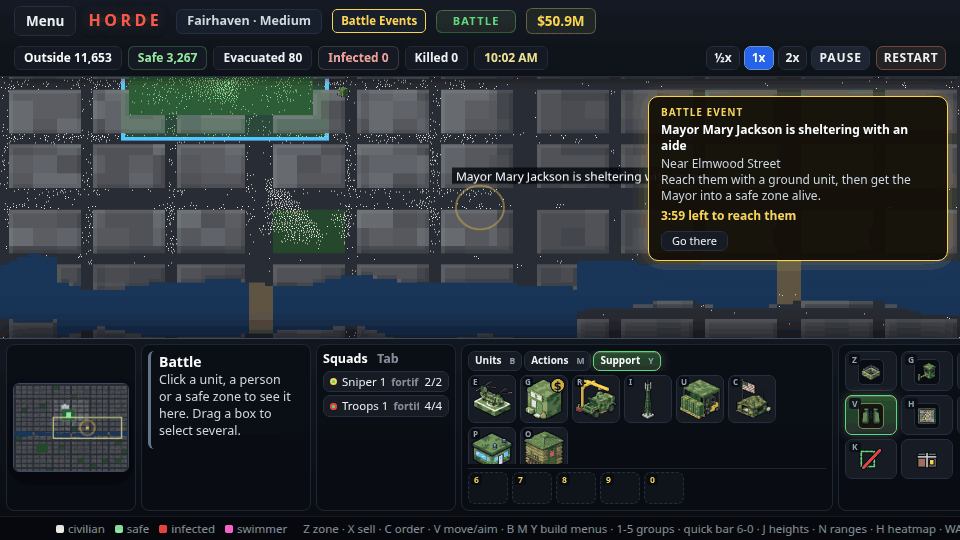 Menu HORDE Fairhaven · Medium Battle Events BATTLE $50.9M
Outside 11,653 Safe 3,267 Evacuated 80 Infected 0 Killed 0 10:02 AM ½x 1x 2x PAUSE RESTART
BATTLE EVENT
Mayor Mary Jackson is sheltering with an
aide
Near Elmwood Street
Reach them with a ground unit, then get the
Mayor into a safe zone alive.
3:59 left to reach them
Go there
Mayor Mary Jackson is sheltering
Battle
Click a unit, a person
or a safe zone to see it
here. Drag a box to
select several.
Squads Tab
Sniper 1 fortif 2/2
Troops 1 fortif 4/4
Units B Actions M Support Y
E G $ R I U C
P O
6 7 8 9 0
Z G
V H
K
civilian safe infected swimmer Z zone · X sell · C order · V move/aim · B M Y build menus · 1-5 groups · quick bar 6-0 · J heights · N ranges · H heatmap · WA